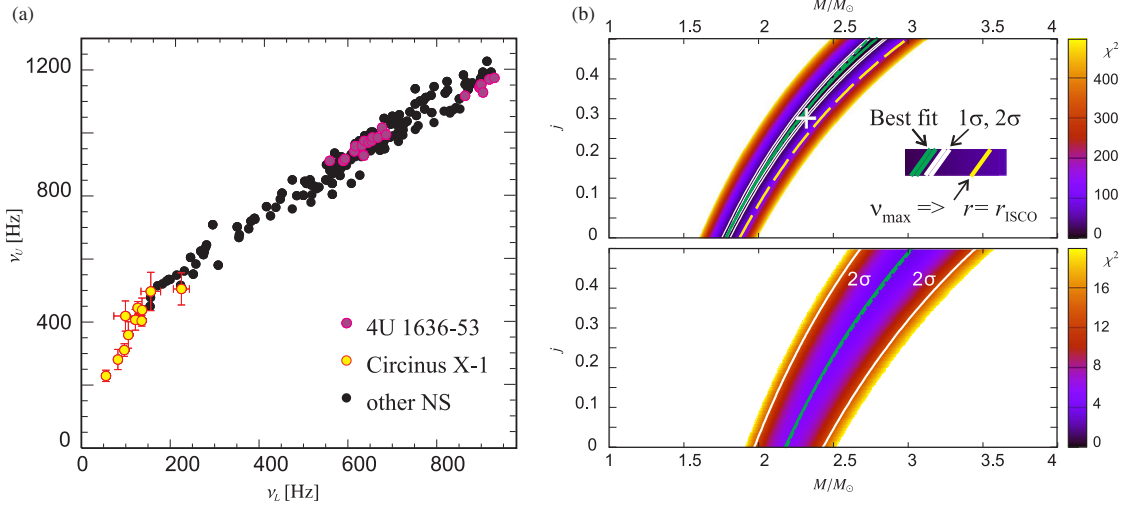 (a)
(b)
1200
800
400
0
ν_U [Hz]
0
200
400
600
800
ν_L [Hz]
4U 1636-53
Circinus X-1
other NS
M/M☉
1
2
2.5
3
3.5
4
0.4
0.3
0.2
0.1
0
j
Best fit
1σ, 2σ
ν_max => r = r_ISCO
χ²
400
300
200
100
0
0.4
0.3
0.2
0.1
0
j
2σ
2σ
1
1.5
2
2.5
3
3.5
4
M/M☉
χ²
16
12
8
4
0